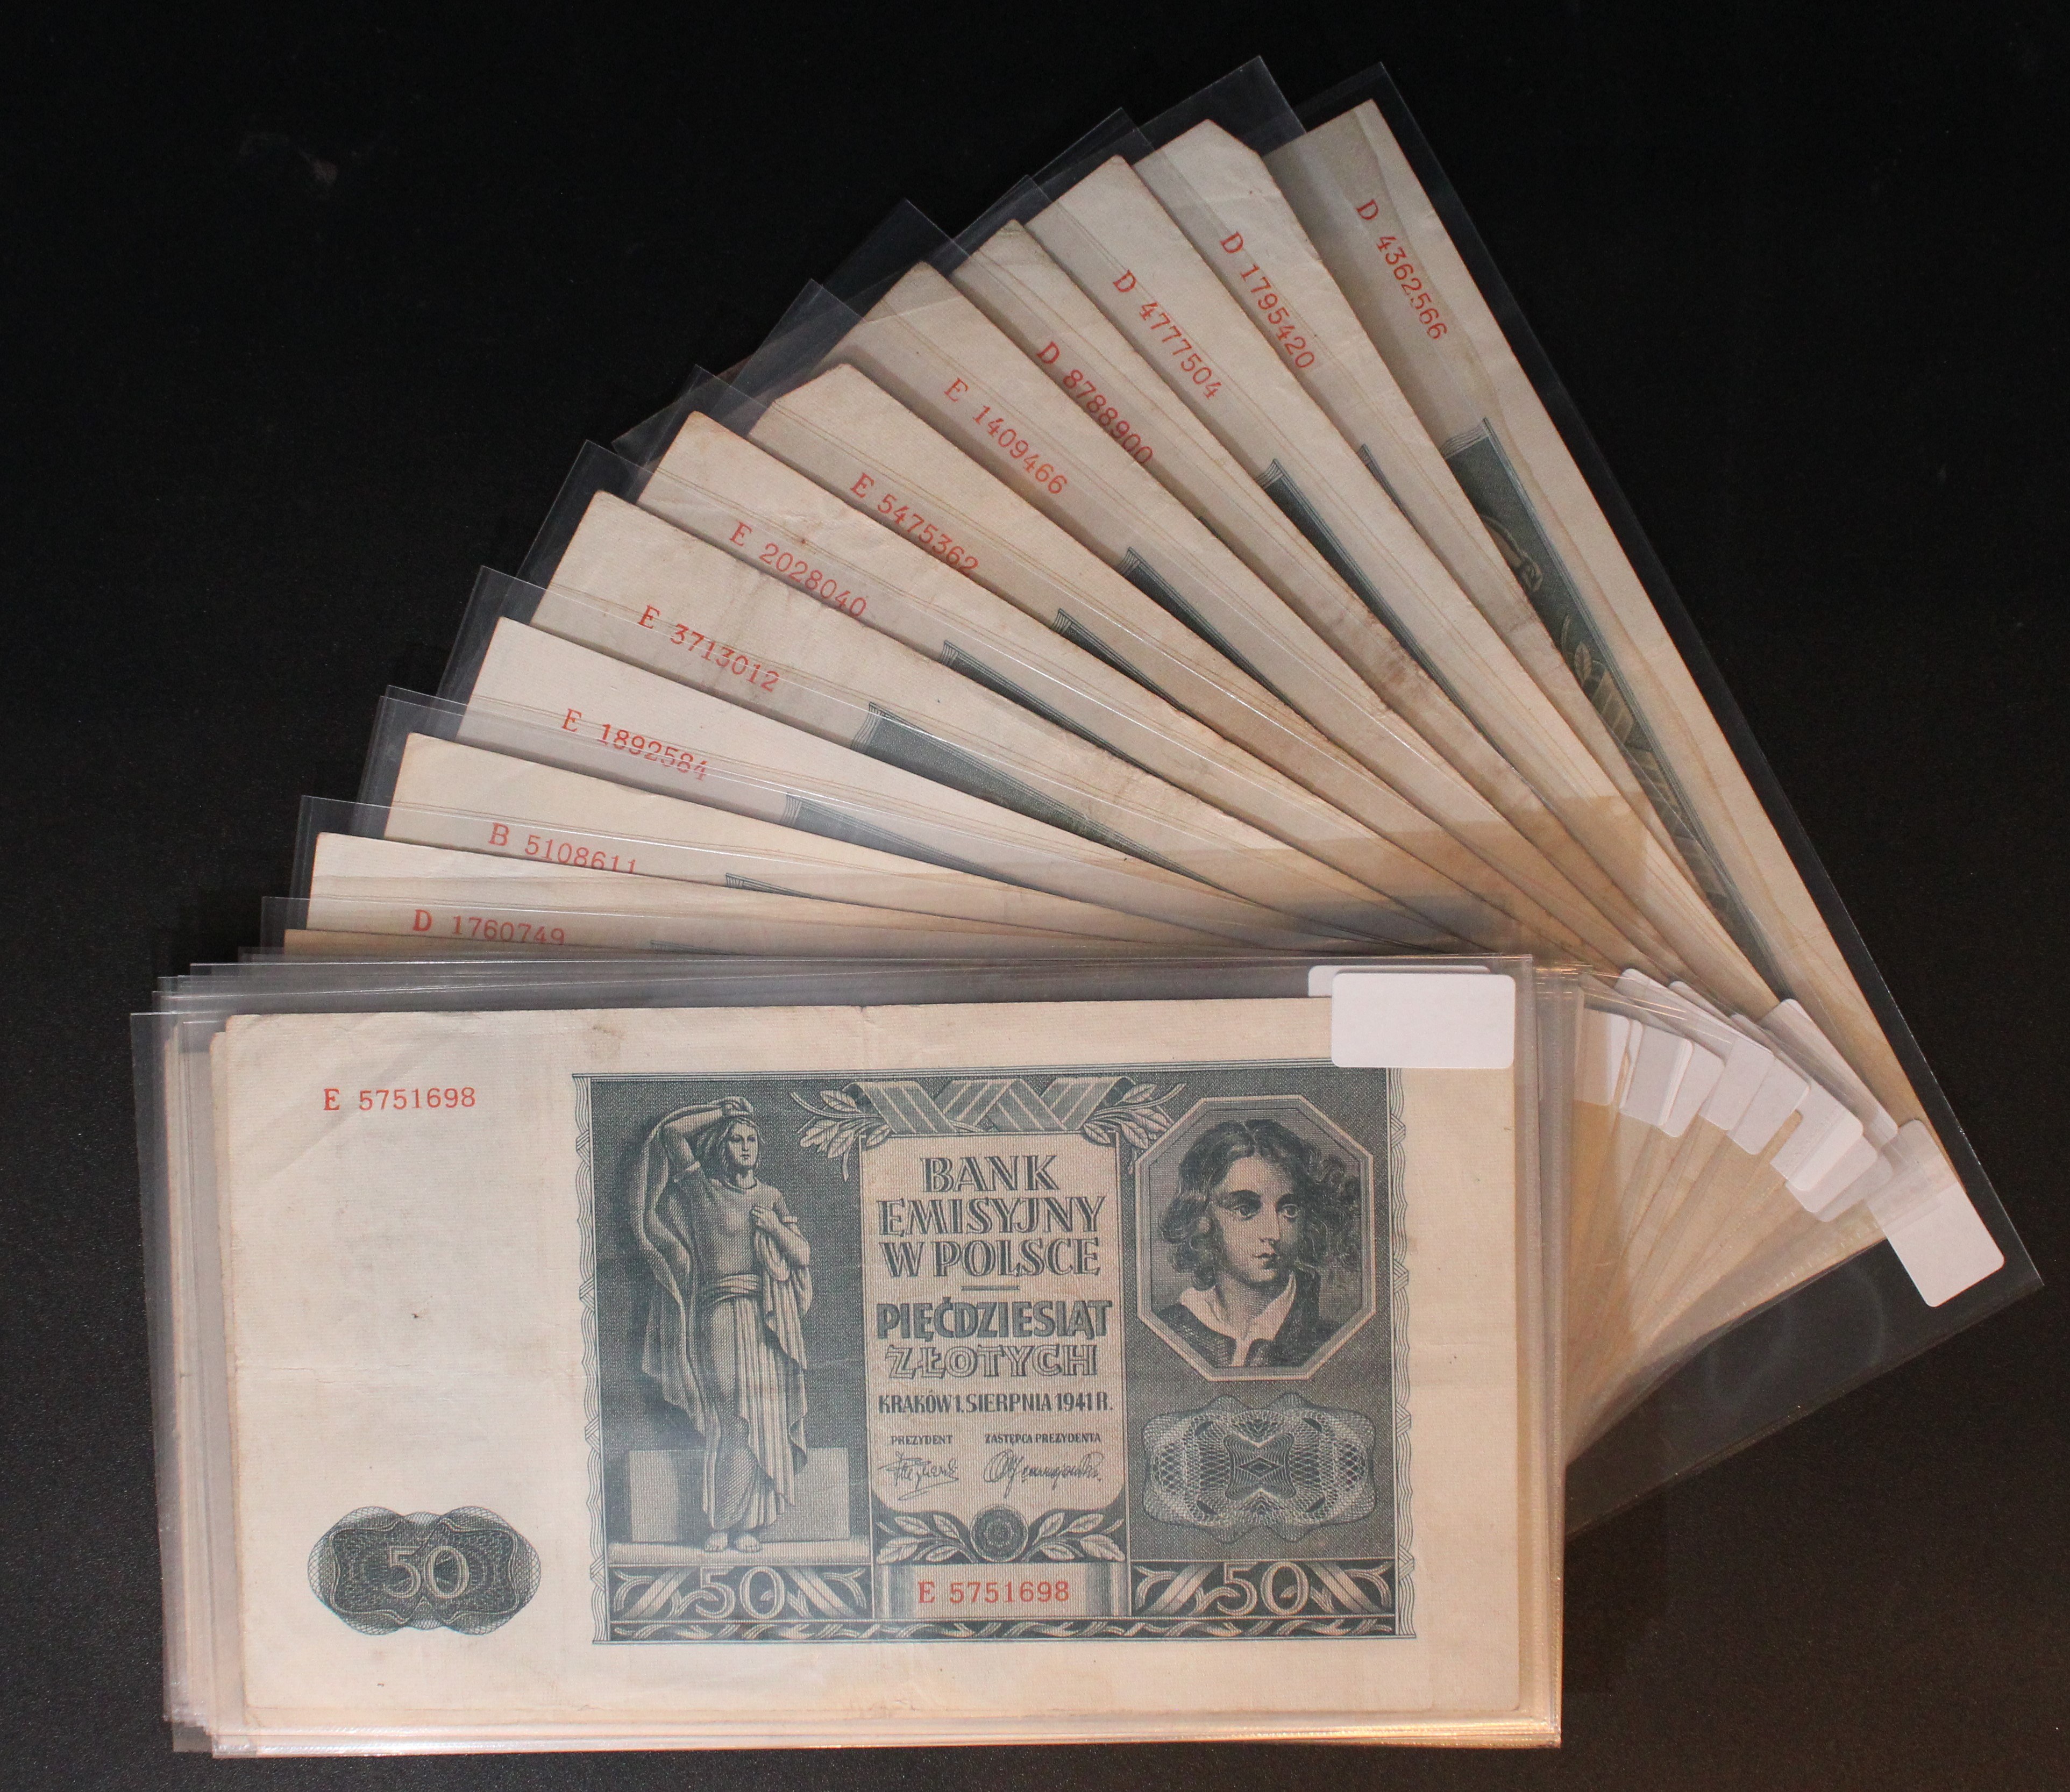 D 4362566
D 1795420
D 4777504
D 8788900
E 1409466
E 5475362
E 2028040
E 3713012
E 1892584
B 5108611
D 1760749
E 5751698
BANK
EMISYJNY
W POLSCE
PIĘĆDZIESIĄT
ZŁOTYCH
KRAKÓW 1. SIERPNIA 1941 R.
PREZYDENT ZASTĘPCA PREZYDENTA
50
50 E 5751698 50